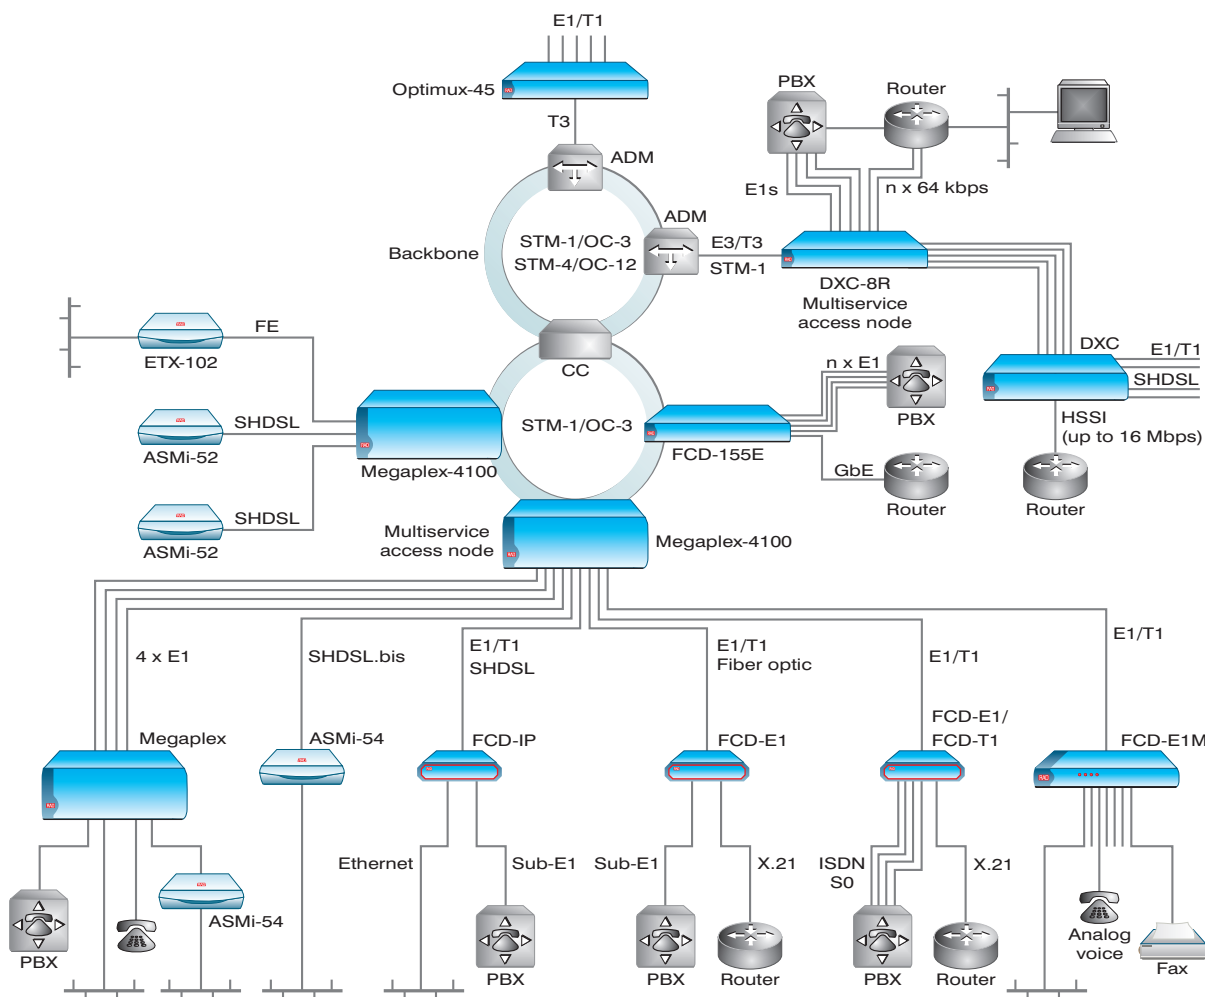 E1/T1
Optimux-45
T3
ADM
PBX
Router
E1s
n x 64 kbps
ADM
Backbone
STM-1/OC-3
STM-4/OC-12
E3/T3
STM-1
DXC-8R
Multiservice
access node
FE
ETX-102
CC
DXC
E1/T1
SHDSL
HSSI
(up to 16 Mbps)
Router
n x E1
PBX
SHDSL
ASMi-52
Megaplex-4100
STM-1/OC-3
FCD-155E
GbE
Router
SHDSL
ASMi-52
Multiservice
access node
Megaplex-4100
4 x E1
SHDSL.bis
E1/T1
SHDSL
E1/T1
Fiber optic
E1/T1
E1/T1
Megaplex
ASMi-54
FCD-IP
FCD-E1
FCD-E1/
FCD-T1
FCD-E1M
RAD
RAD
RAD
RAD
Ethernet
Sub-E1
Sub-E1
X.21
ISDN
S0
X.21
PBX
ASMi-54
PBX
PBX
Router
PBX
Router
Analog
voice
Fax